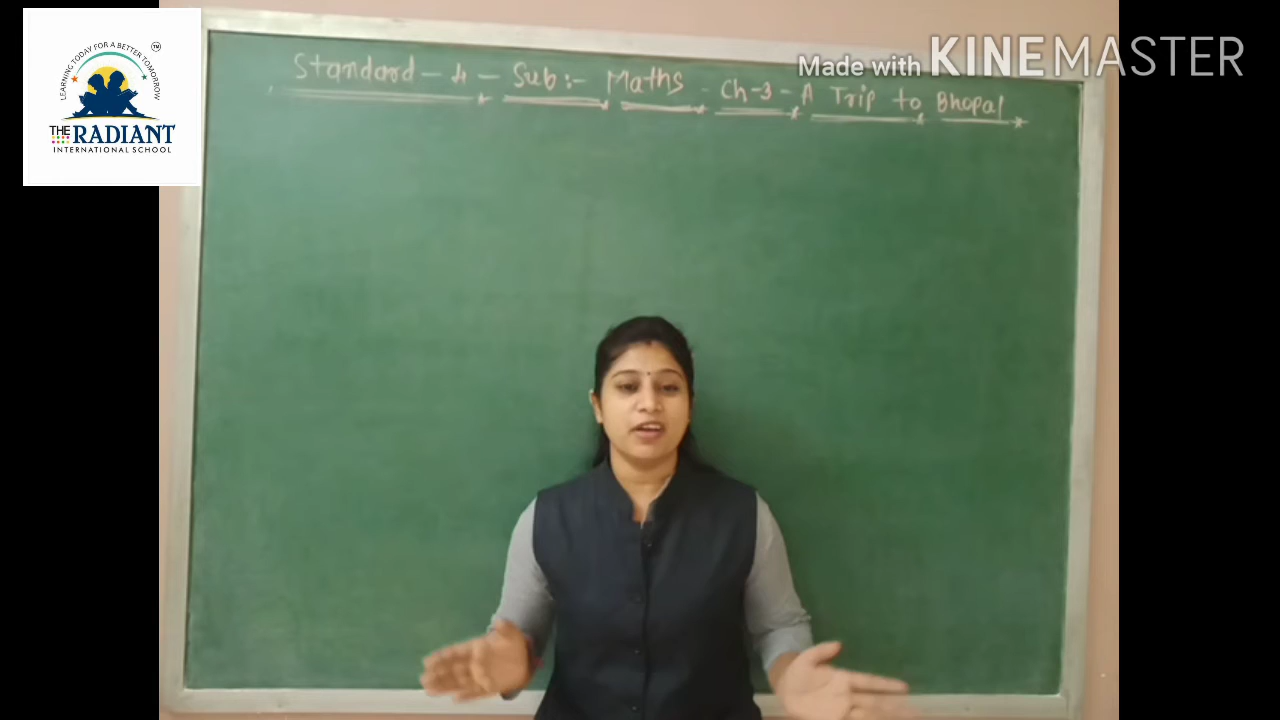 LEARNING TODAY FOR A BETTER TOMORROW
TM
THE RADIANT
INTERNATIONAL SCHOOL
Made with KINEMASTER
Standard - 4 - Sub :- Maths - Ch-3 - A Trip to Bhopal